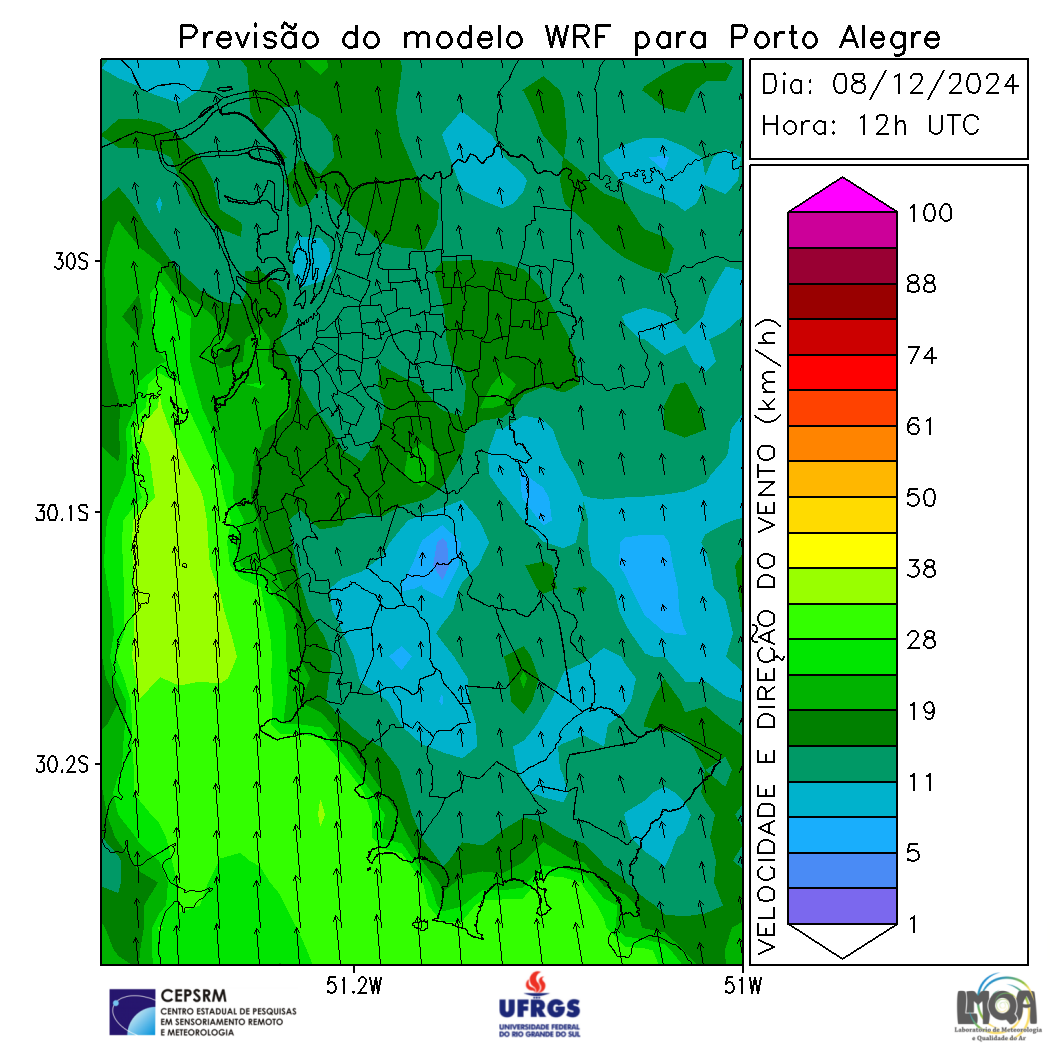 Previsão do modelo WRF para Porto Alegre
Dia: 08/12/2024
Hora: 12h UTC
30S
30.1S
30.2S
51.2W
51W
VELOCIDADE E DIREÇÃO DO VENTO (km/h)
100
88
74
61
50
38
28
19
11
5
1
CEPSRM
CENTRO ESTADUAL DE PESQUISAS
EM SENSORIAMENTO REMOTO
E METEOROLOGIA
UFRGS
UNIVERSIDADE FEDERAL
DO RIO GRANDE DO SUL
LMQA
Laboratório de Meteorologia
e Qualidade do Ar